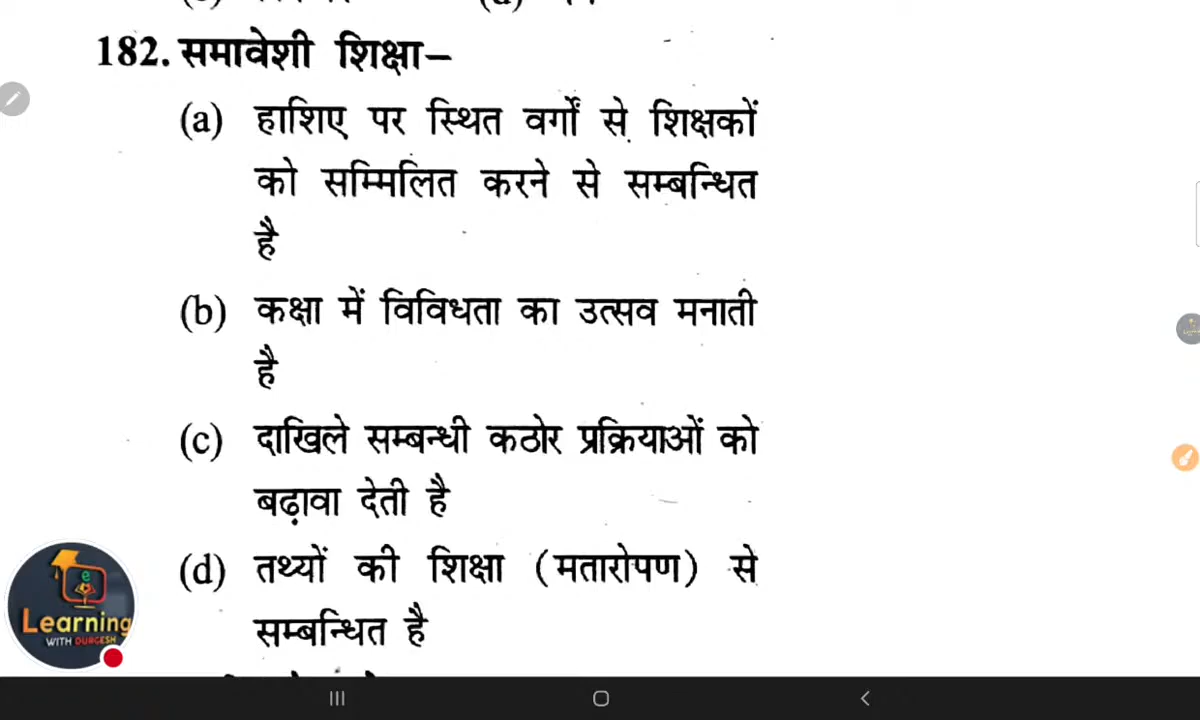 182. समावेशी शिक्षा–
(a) हाशिए पर स्थित वर्गों से शिक्षकों
को सम्मिलित करने से सम्बन्धित
है
(b) कक्षा में विविधता का उत्सव मनाती
है
(c) दाखिले सम्बन्धी कठोर प्रक्रियाओं को
बढ़ावा देती है
(d) तथ्यों की शिक्षा (मतारोपण) से
सम्बन्धित है
e
Learning
WITH DURGESH